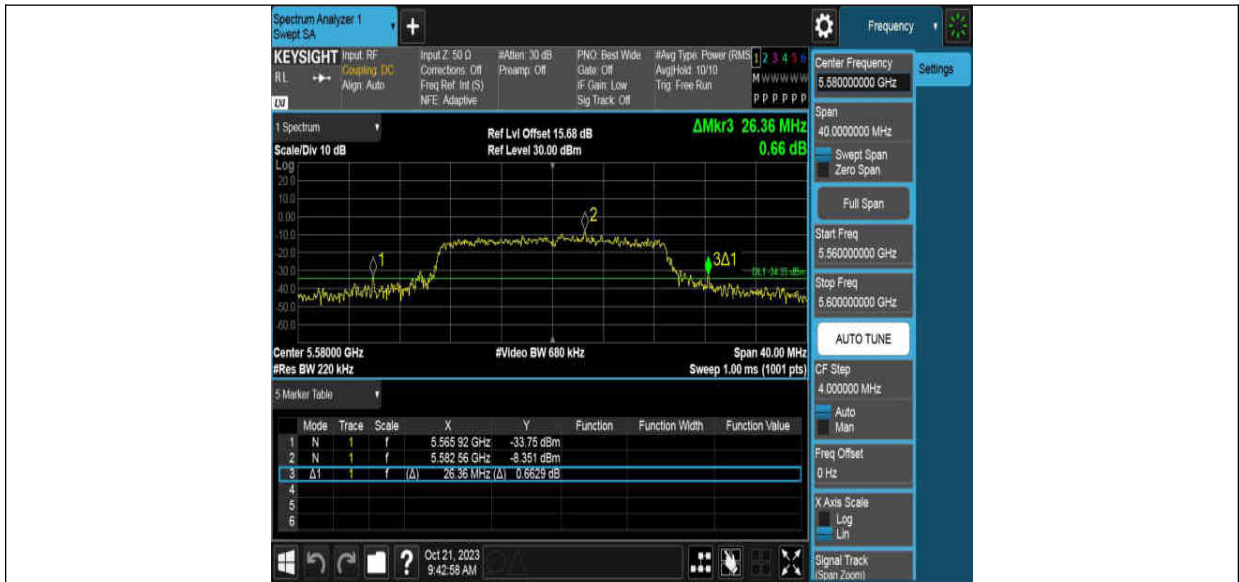 Spectrum Analyzer 1
Swept SA
Frequency
KEYSIGHT
RL
LW
Input: RF
Coupling: DC
Align: Auto
Input Z: 50 Ω
Corrections: Off
Freq Ref: Int (S)
NFE: Adaptive
#Atten: 30 dB
Preamp: Off
PNO: Best Wide
Gate: Off
IF Gain: Low
Sig Track: Off
#Avg Type: Power (RMS
Avg|Hold: 10/10
Trig: Free Run
1 2 3 4 5 6
M W W W W W
P P P P P P
1 Spectrum
Scale/Div 10 dB
Ref Lvl Offset 15.68 dB
Ref Level 30.00 dBm
ΔMkr3 26.36 MHz
0.66 dB
Log
20.0
10.0
0.00
-10.0
-20.0
-30.0
-40.0
-50.0
-60.0
1
2
3Δ1
DL1 -34.35 dBm
Center 5.58000 GHz
#Res BW 220 kHz
#Video BW 680 kHz
Span 40.00 MHz
Sweep 1.00 ms (1001 pts)
5 Marker Table
Mode Trace Scale X Y Function Function Width Function Value
1 N 1 f 5.565 92 GHz -33.75 dBm
2 N 1 f 5.582 56 GHz -8.351 dBm
3 Δ1 1 f (Δ) 26.36 MHz (Δ) 0.6629 dB
4
5
6
Oct 21, 2023
9:42:58 AM
Center Frequency
5.580000000 GHz
Settings
Span
40.0000000 MHz
Swept Span
Zero Span
Full Span
Start Freq
5.560000000 GHz
Stop Freq
5.600000000 GHz
AUTO TUNE
CF Step
4.000000 MHz
Auto
Man
Freq Offset
0 Hz
X Axis Scale
Log
Lin
Signal Track
(Span Zoom)